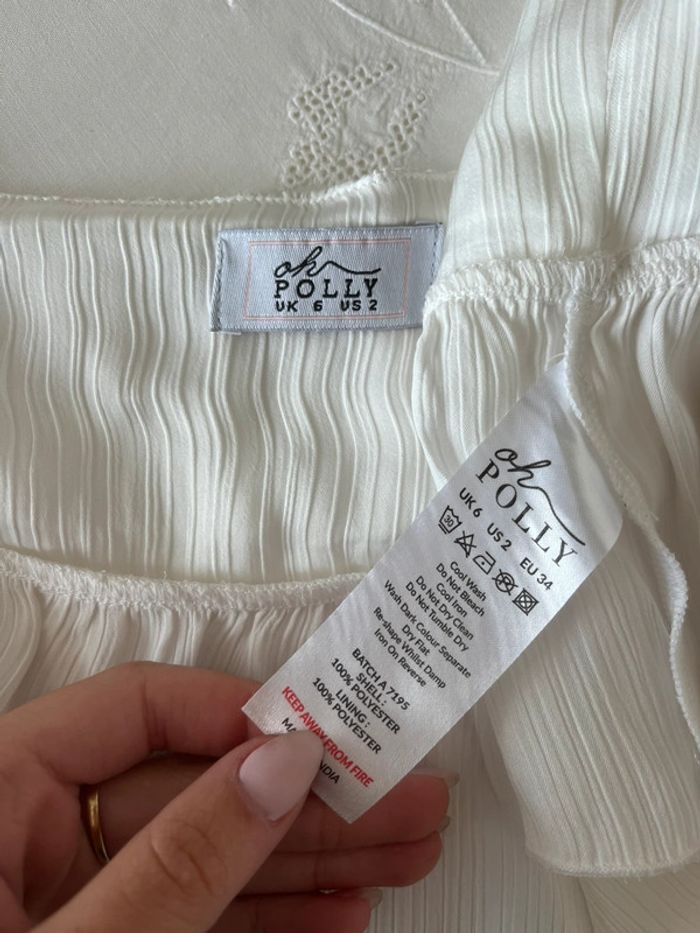 oh
POLLY
UK 6 US 2
oh
POLLY
UK 6 US 2 EU 34
30
Cool Wash
Do Not Bleach
Cool Iron
Do Not Dry Clean
Do Not Tumble Dry
Wash Dark Colour Separate
Dry Flat
Re-shape Whilst Damp
Iron On Reverse
BATCH A 7195
SHELL :
100% POLYESTER
LINING :
100% POLYESTER
KEEP AWAY FROM FIRE